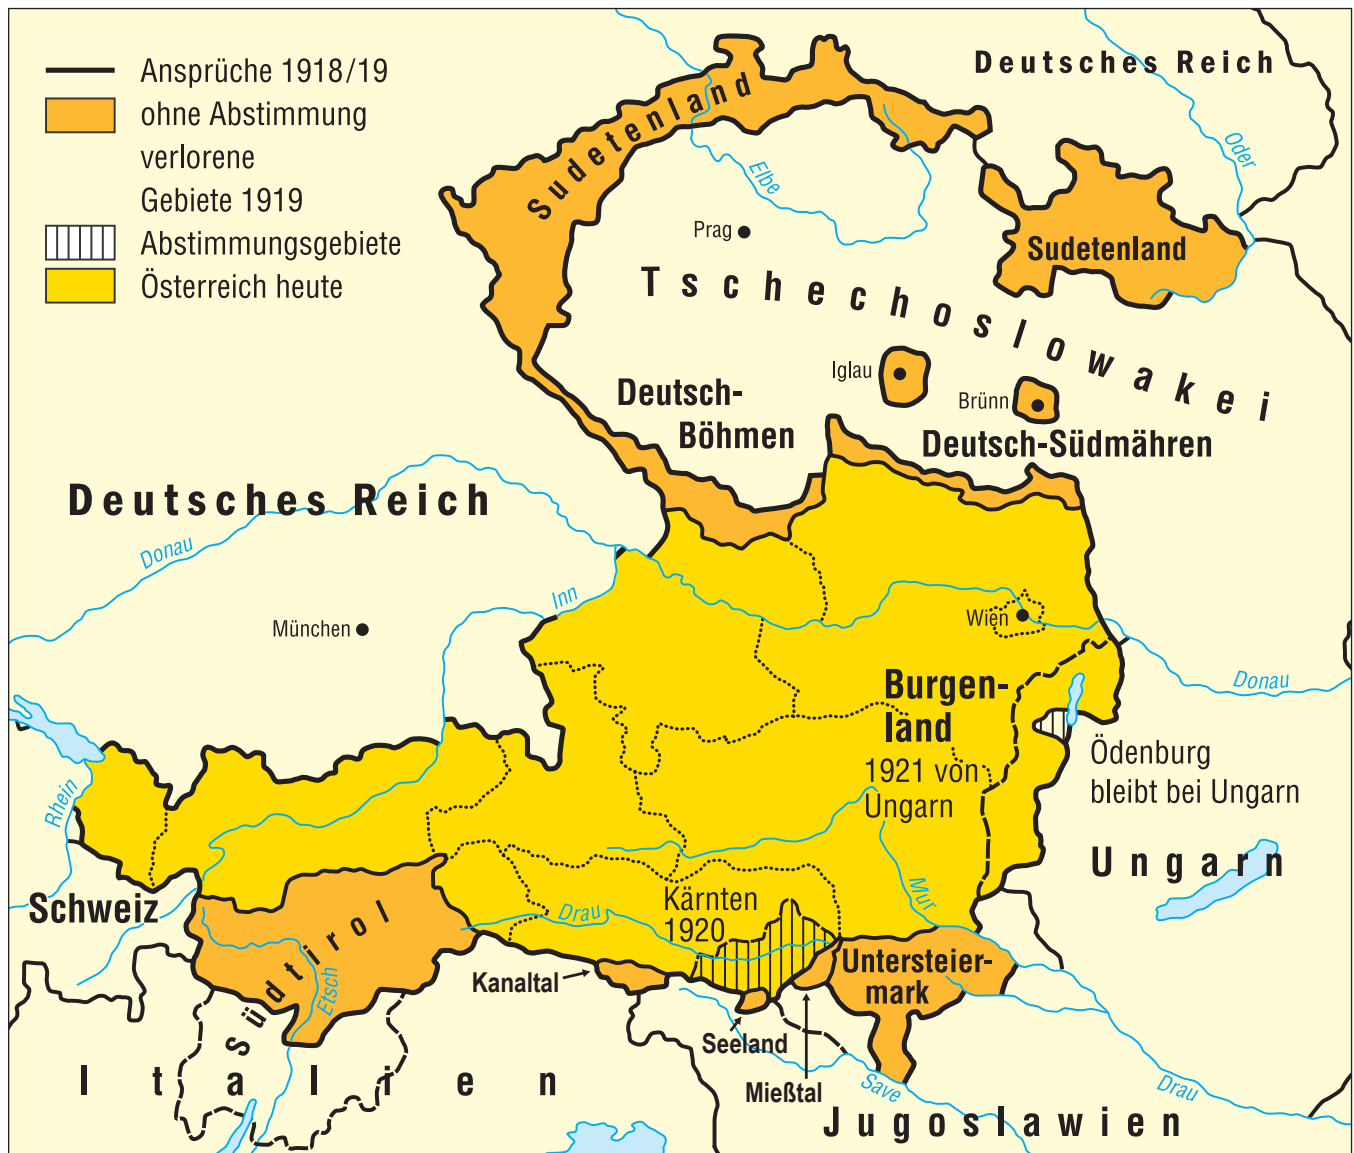 Ansprüche 1918/19
ohne Abstimmung
verlorene
Gebiete 1919
Abstimmungsgebiete
Österreich heute
Deutsches Reich
Sudetenland
Elbe
Oder
Prag
Sudetenland
Tschechoslowakei
Iglau
Brünn
Deutsch-
Böhmen
Deutsch-Südmähren
Deutsches Reich
Donau
Inn
München
Wien
Donau
Burgen-
land
1921 von
Ungarn
Ödenburg
bleibt bei Ungarn
Rhein
Ungarn
Schweiz
Mur
Kärnten
1920
Drau
Südtirol
Etsch
Kanaltal
Untersteier-
mark
Seeland
Mießtal
Save
Drau
Italien
Jugoslawien